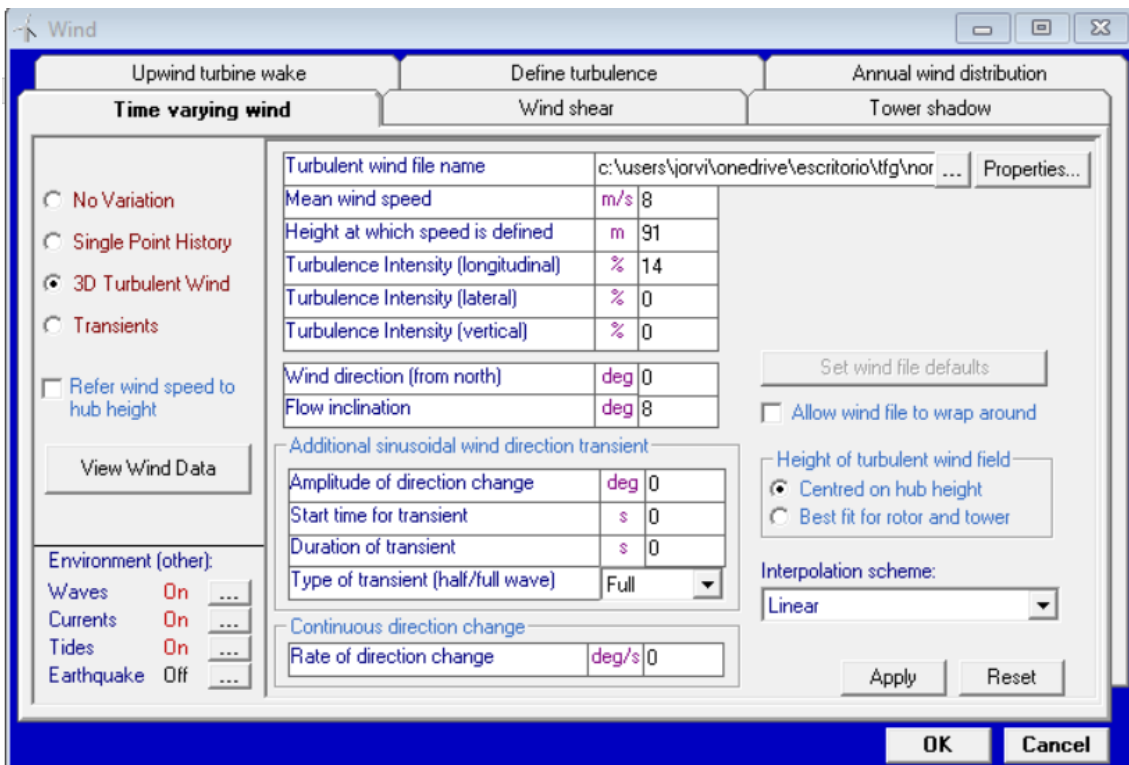 Wind
Upwind turbine wake
Define turbulence
Annual wind distribution
Time varying wind
Wind shear
Tower shadow
No Variation
Single Point History
3D Turbulent Wind
Transients
Refer wind speed to
hub height
View Wind Data
Environment (other):
Waves On ...
Currents On ...
Tides On ...
Earthquake Off ...
Turbulent wind file name c:\users\jorvi\onedrive\escritorio\tfg\nor ... Properties...
Mean wind speed m/s 8
Height at which speed is defined m 91
Turbulence Intensity (longitudinal) % 14
Turbulence Intensity (lateral) % 0
Turbulence Intensity (vertical) % 0
Wind direction (from north) deg 0
Flow inclination deg 8
Additional sinusoidal wind direction transient
Amplitude of direction change deg 0
Start time for transient s 0
Duration of transient s 0
Type of transient (half/full wave) Full
Continuous direction change
Rate of direction change deg/s 0
Set wind file defaults
Allow wind file to wrap around
Height of turbulent wind field
Centred on hub height
Best fit for rotor and tower
Interpolation scheme:
Linear
Apply Reset
OK Cancel